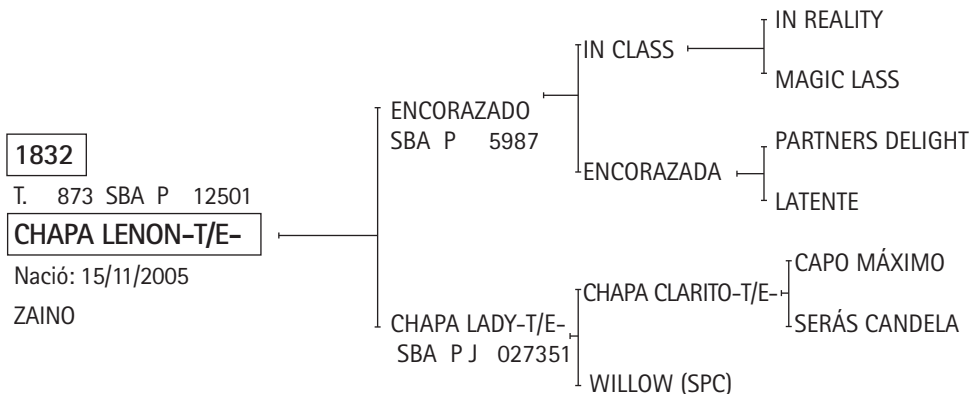 1832
T. 873 SBA P 12501
CHAPA LENON-T/E-
Nació: 15/11/2005
ZAINO
ENCORAZADO
SBA P 5987
CHAPA LADY-T/E-
SBA P J 027351
IN CLASS
ENCORAZADA
CHAPA CLARITO-T/E-
WILLOW (SPC)
IN REALITY
MAGIC LASS
PARTNERS DELIGHT
LATENTE
CAPO MÁXIMO
SERÁS CANDELA